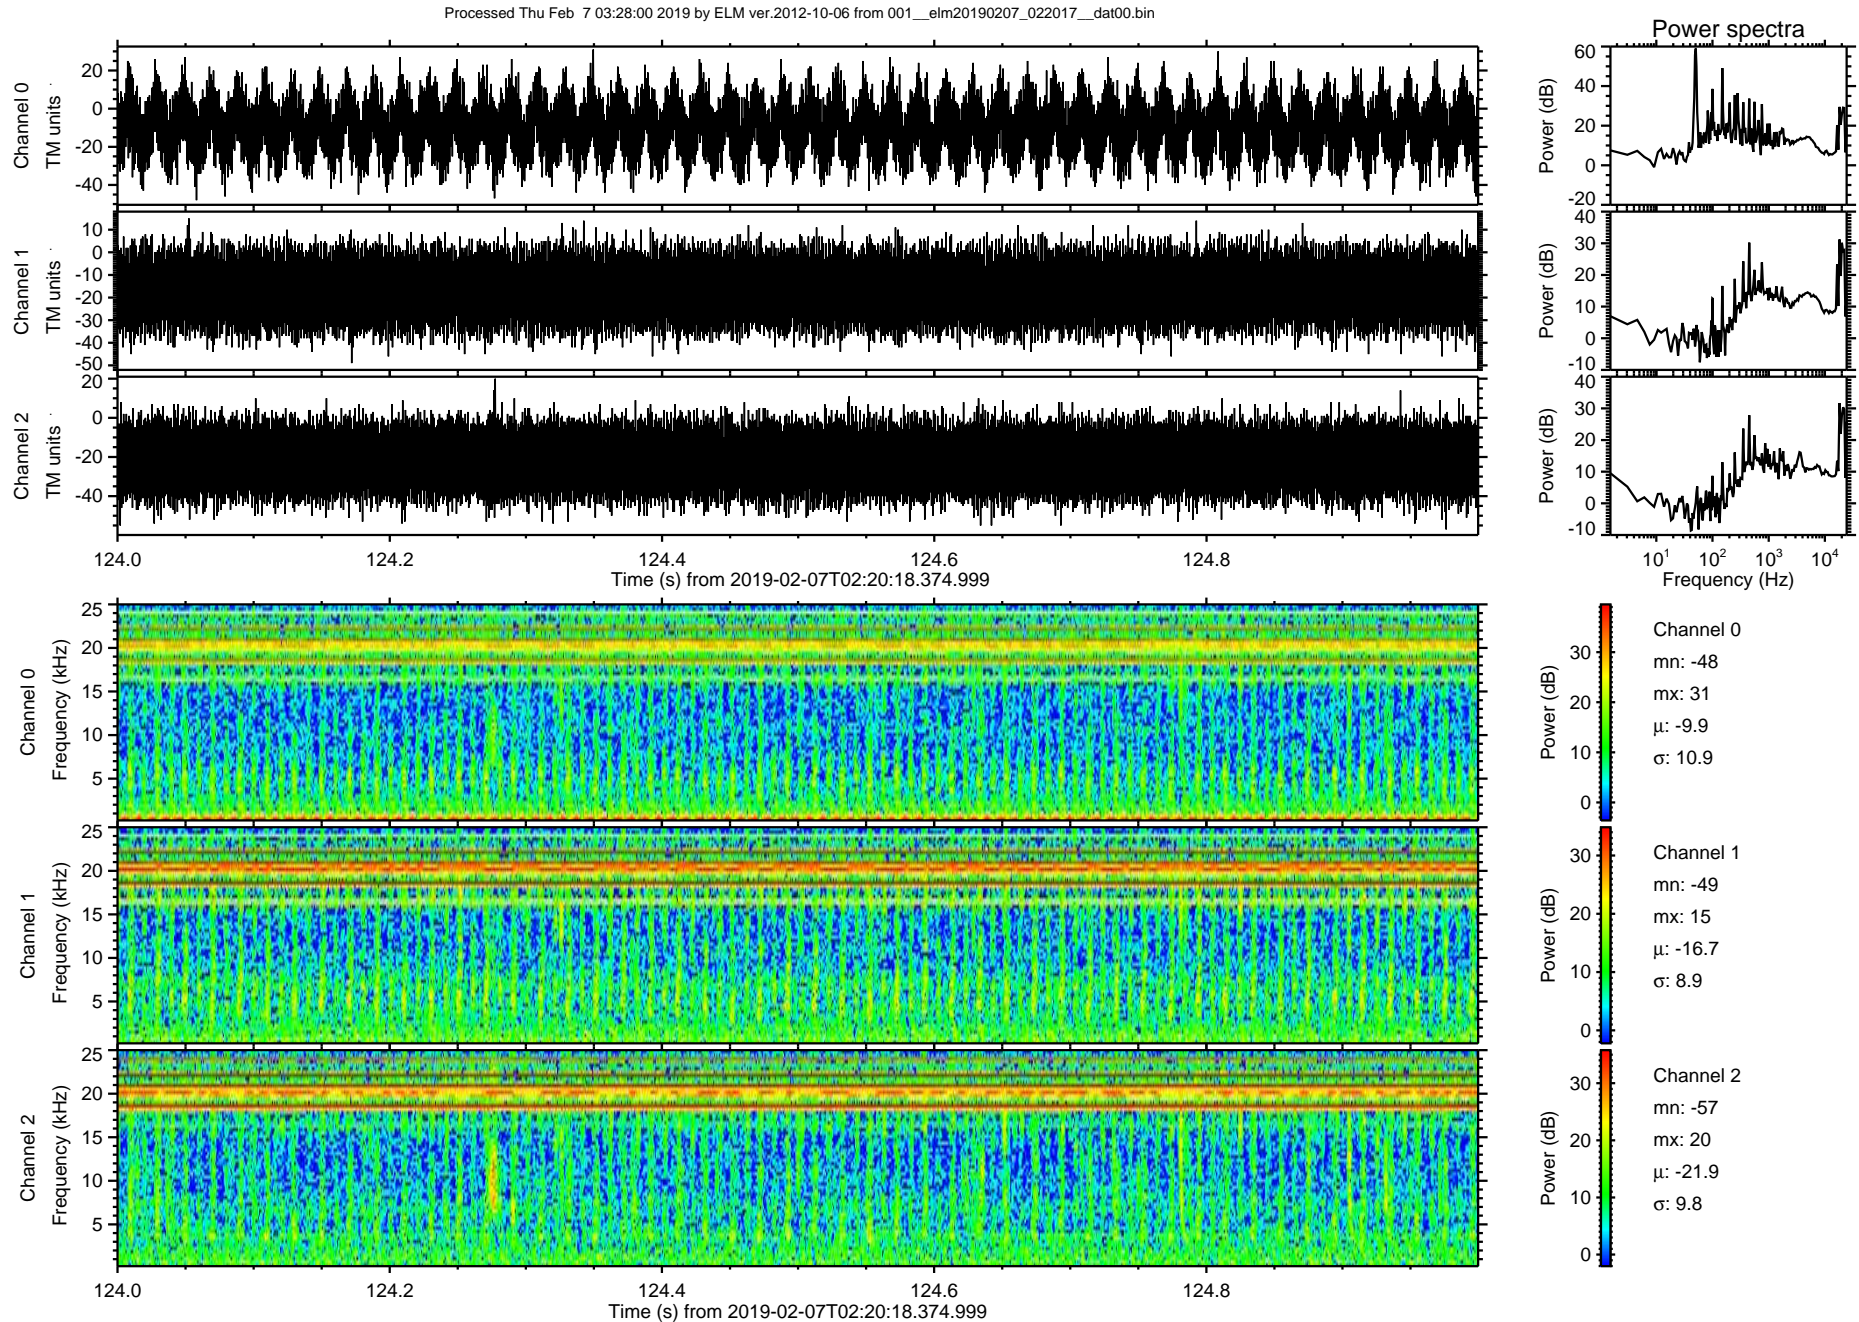 Processed Thu Feb  7 03:28:00 2019 by ELM ver.2012-10-06 from 001__elm20190207_022017__dat00.bin
Power spectra
Channel 0
TM units
20
0
-20
-40
Power (dB)
60
40
20
0
-20
Channel 1
TM units
10
0
-10
-20
-30
-40
-50
Power (dB)
40
30
20
10
0
-10
Channel 2
TM units
20
0
-20
-40
Power (dB)
40
30
20
10
0
-10
124.0 124.2 124.4 124.6 124.8
Time (s) from 2019-02-07T02:20:18.374.999
10^1 10^2 10^3 10^4
Frequency (Hz)
Channel 0
Frequency (kHz)
25
20
15
10
5
Power (dB)
30
20
10
0
Channel 0
mn: -48
mx: 31
μ: -9.9
σ: 10.9
Channel 1
Frequency (kHz)
25
20
15
10
5
Power (dB)
30
20
10
0
Channel 1
mn: -49
mx: 15
μ: -16.7
σ: 8.9
Channel 2
Frequency (kHz)
25
20
15
10
5
Power (dB)
30
20
10
0
Channel 2
mn: -57
mx: 20
μ: -21.9
σ: 9.8
124.0 124.2 124.4 124.6 124.8
Time (s) from 2019-02-07T02:20:18.374.999